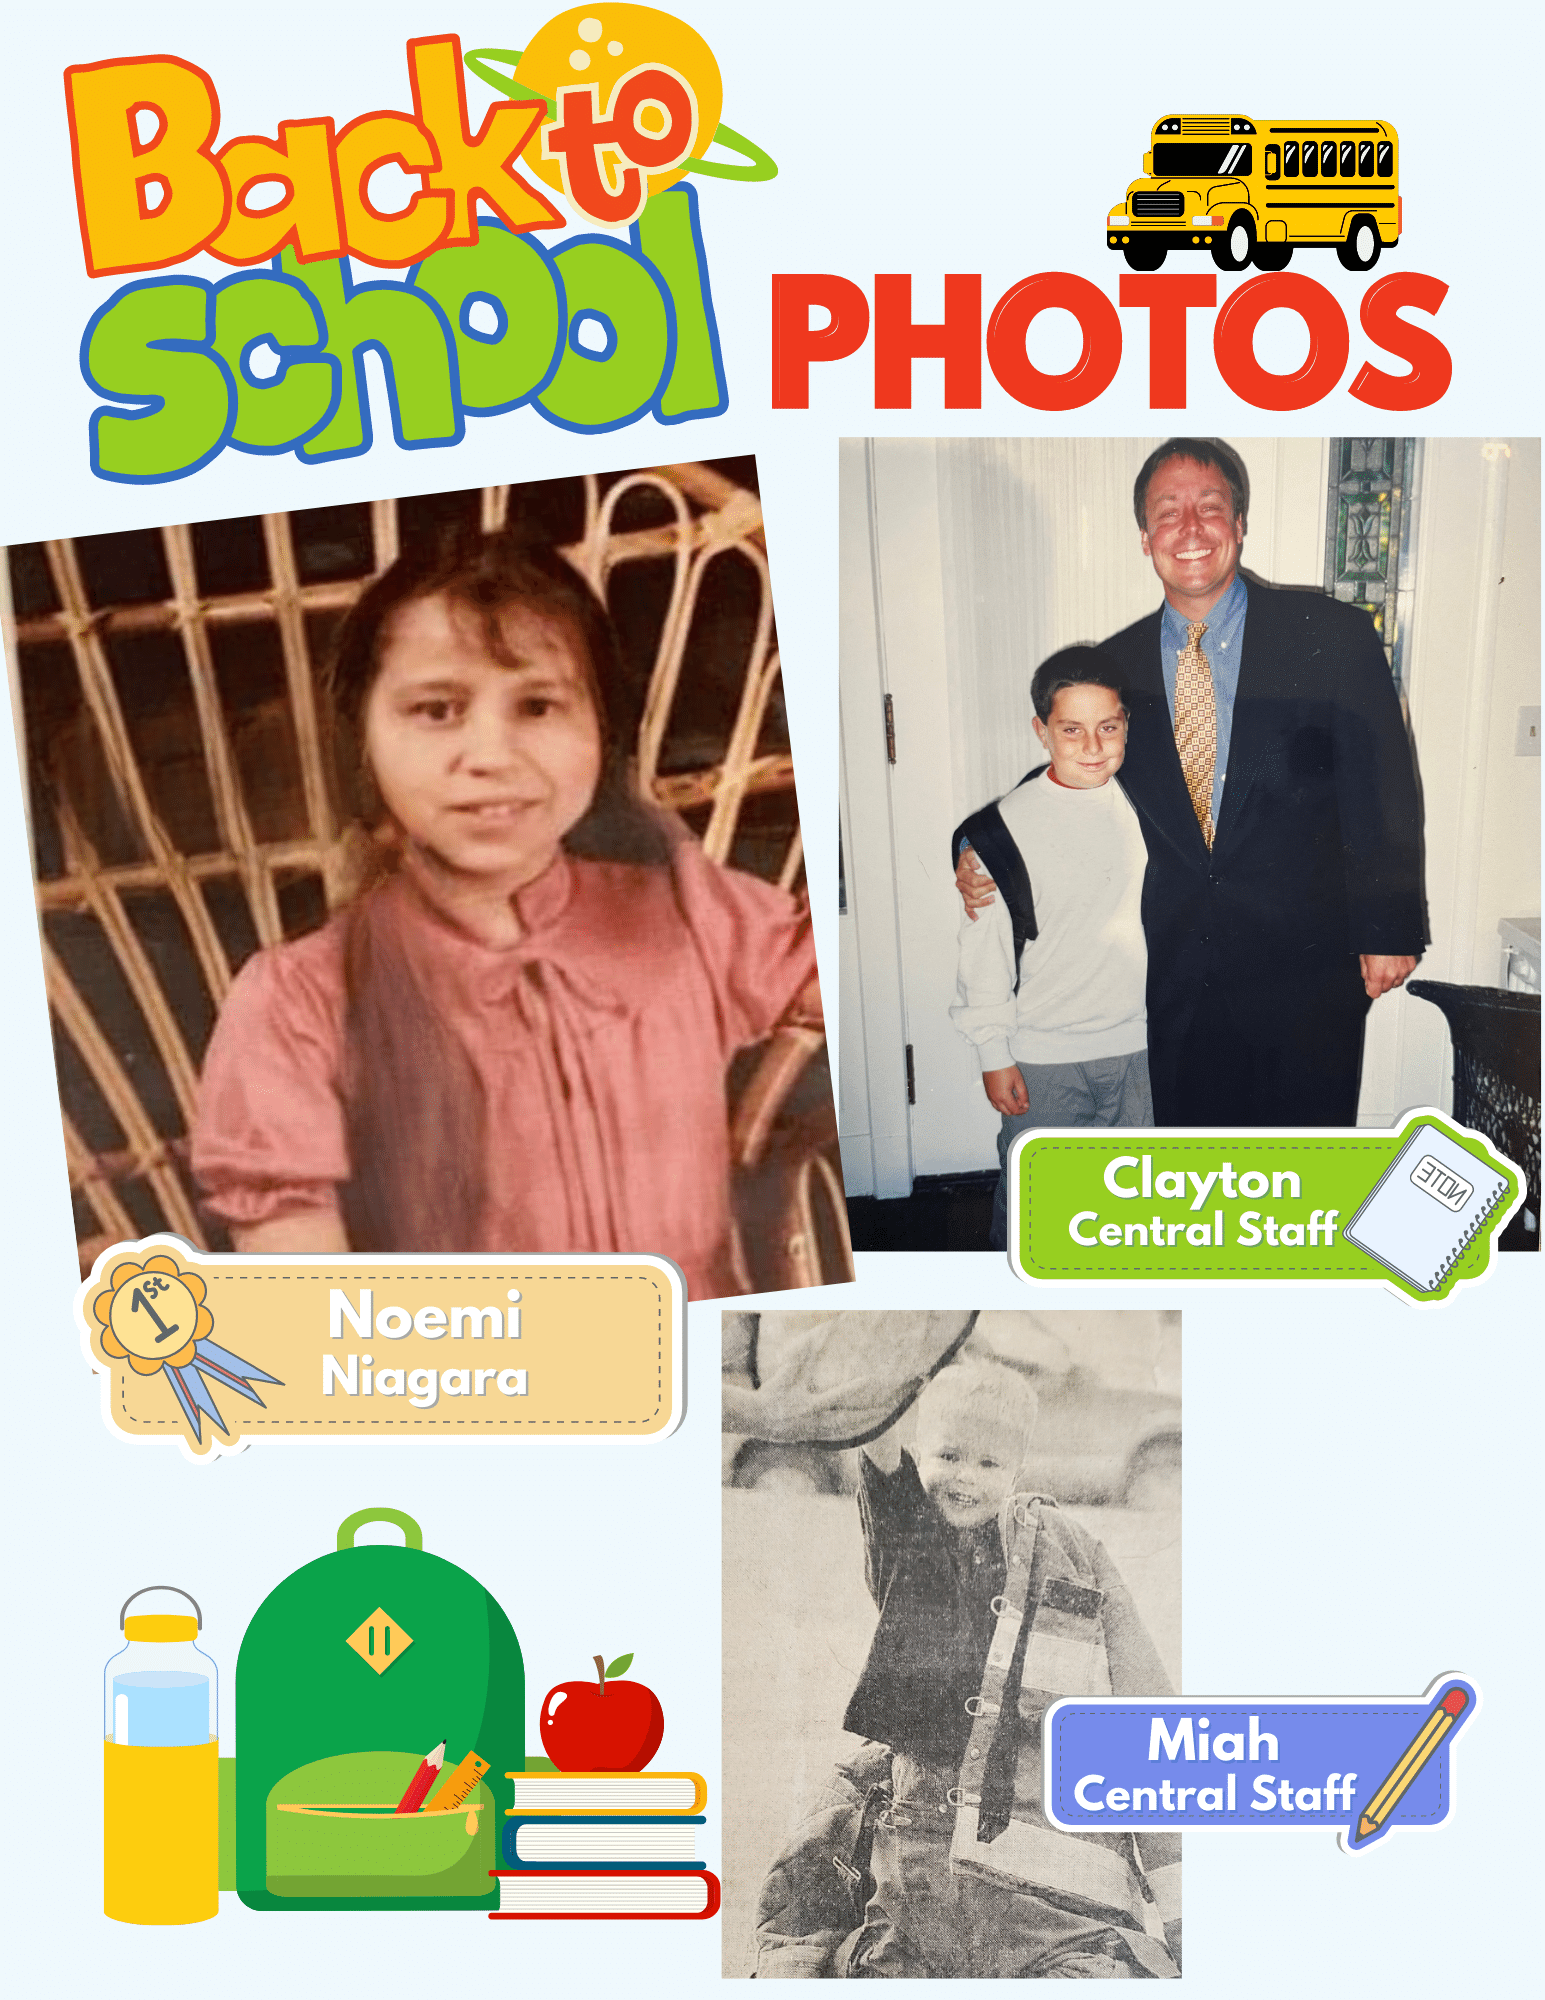 Back to
School
PHOTOS
Clayton
Central Staff
NOTE
1st
Noemi
Niagara
Miah
Central Staff